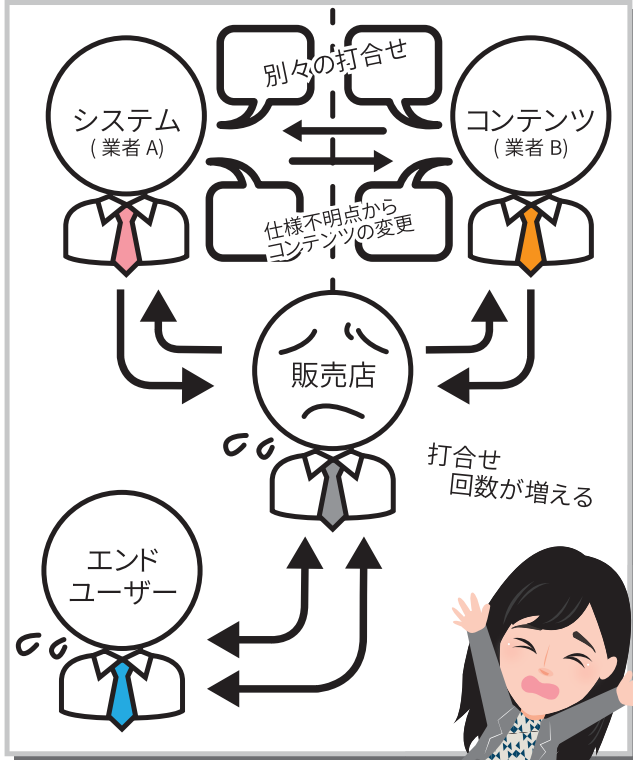 別々の打合せ
システム
( 業者 A)
コンテンツ
( 業者 B)
仕様不明点から
コンテンツの変更
販売店
打合せ
回数が増える
エンド
ユーザー